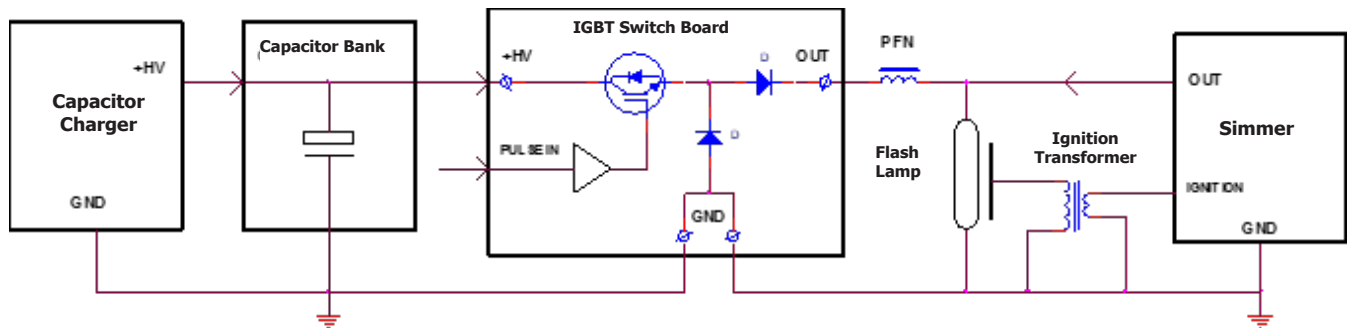 +HV
Capacitor
Charger
GND
Capacitor Bank
IGBT Switch Board
+HV
OUT
D
D
PULSE IN
GND
PFN
Flash
Lamp
Ignition
Transformer
OUT
Simmer
IGNITION
GND